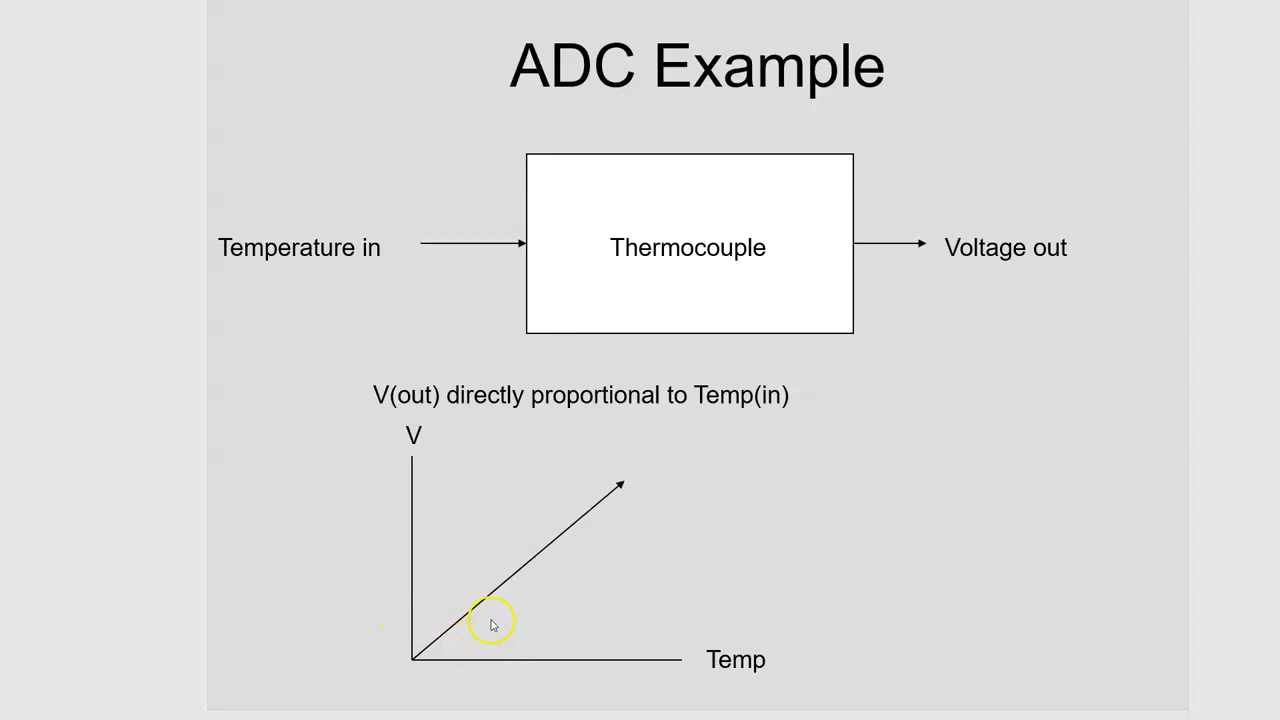 ADC Example
Temperature in
Thermocouple
Voltage out
V(out) directly proportional to Temp(in)
V
Temp